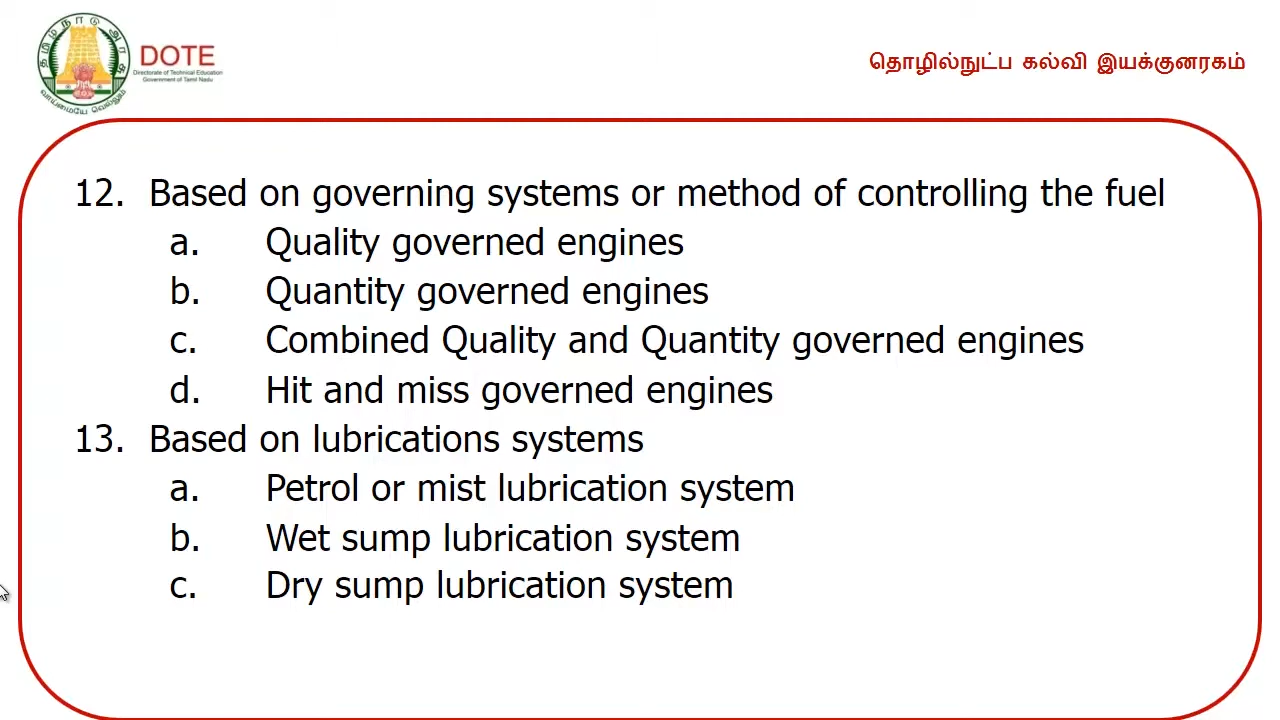 தமிழ்நாடு அரசு
வாய்மையே வெல்லும்
DOTE
Directorate of Technical Education
Government of Tamil Nadu
தொழில்நுட்ப கல்வி இயக்குனரகம்
12. Based on governing systems or method of controlling the fuel
a. Quality governed engines
b. Quantity governed engines
c. Combined Quality and Quantity governed engines
d. Hit and miss governed engines
13. Based on lubrications systems
a. Petrol or mist lubrication system
b. Wet sump lubrication system
c. Dry sump lubrication system